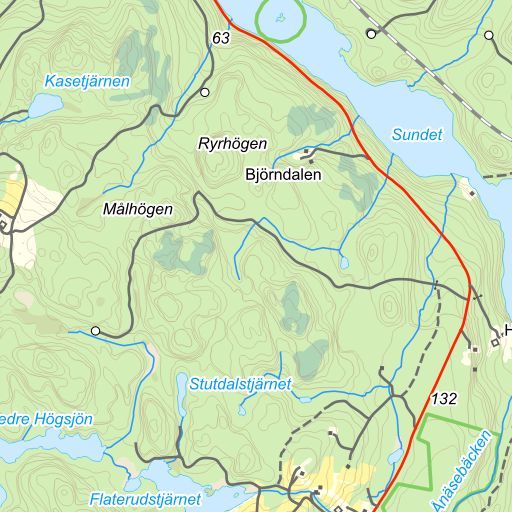 63
Kasetjärnen
Sundet
Ryrhögen
Björndalen
Målhögen
H
Stutdalstjärnet
132
edre Högsjön
Anäsebäcken
Flaterudstjärnet